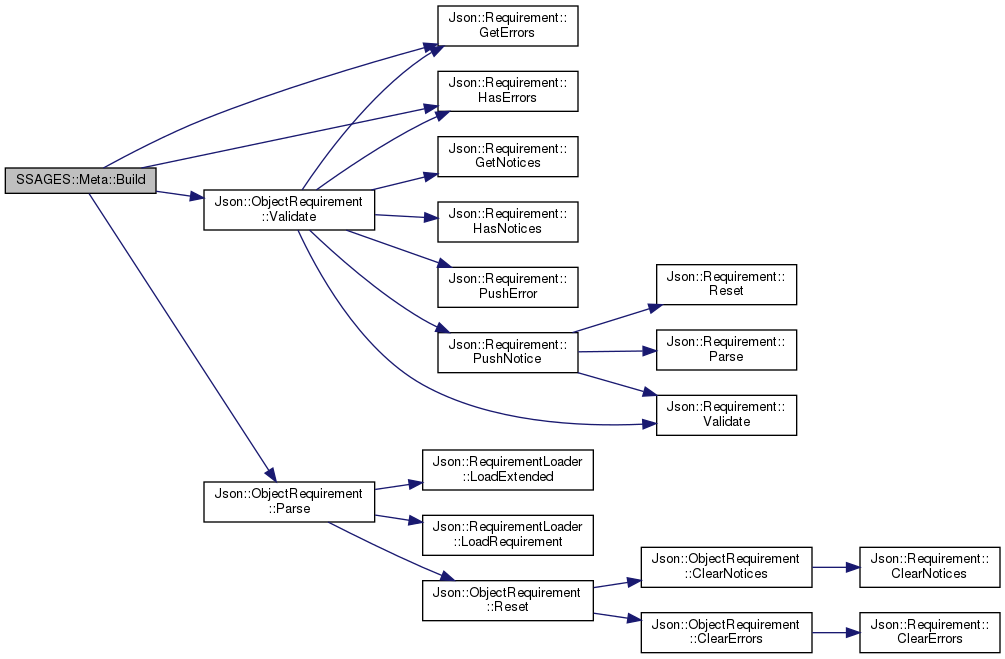 Json::Requirement::
GetErrors
Json::Requirement::
HasErrors
Json::Requirement::
GetNotices
SSAGES::Meta::Build
Json::ObjectRequirement
::Validate
Json::Requirement::
HasNotices
Json::Requirement::
PushError
Json::Requirement::
Reset
Json::Requirement::
PushNotice
Json::Requirement::
Parse
Json::Requirement::
Validate
Json::RequirementLoader
::LoadExtended
Json::ObjectRequirement
::Parse
Json::RequirementLoader
::LoadRequirement
Json::ObjectRequirement
::Reset
Json::ObjectRequirement
::ClearNotices
Json::Requirement::
ClearNotices
Json::ObjectRequirement
::ClearErrors
Json::Requirement::
ClearErrors